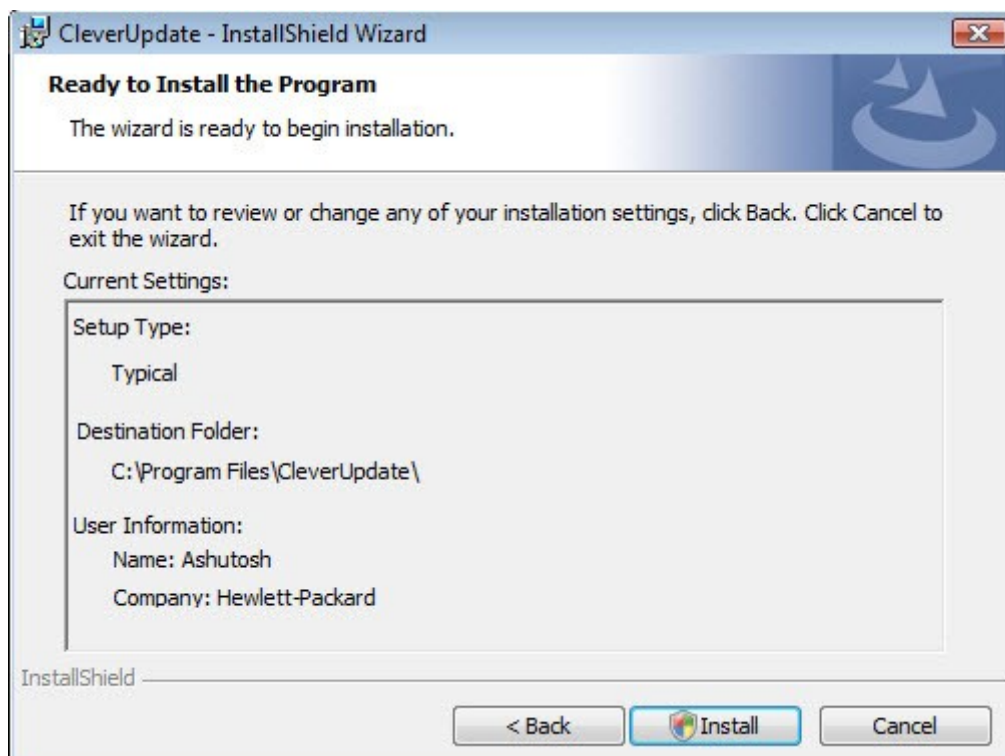 CleverUpdate - InstallShield Wizard
Ready to Install the Program
The wizard is ready to begin installation.
If you want to review or change any of your installation settings, click Back. Click Cancel to
exit the wizard.
Current Settings:
Setup Type:
Typical
Destination Folder:
C:\Program Files\CleverUpdate\
User Information:
Name: Ashutosh
Company: Hewlett-Packard
InstallShield
< Back
Install
Cancel